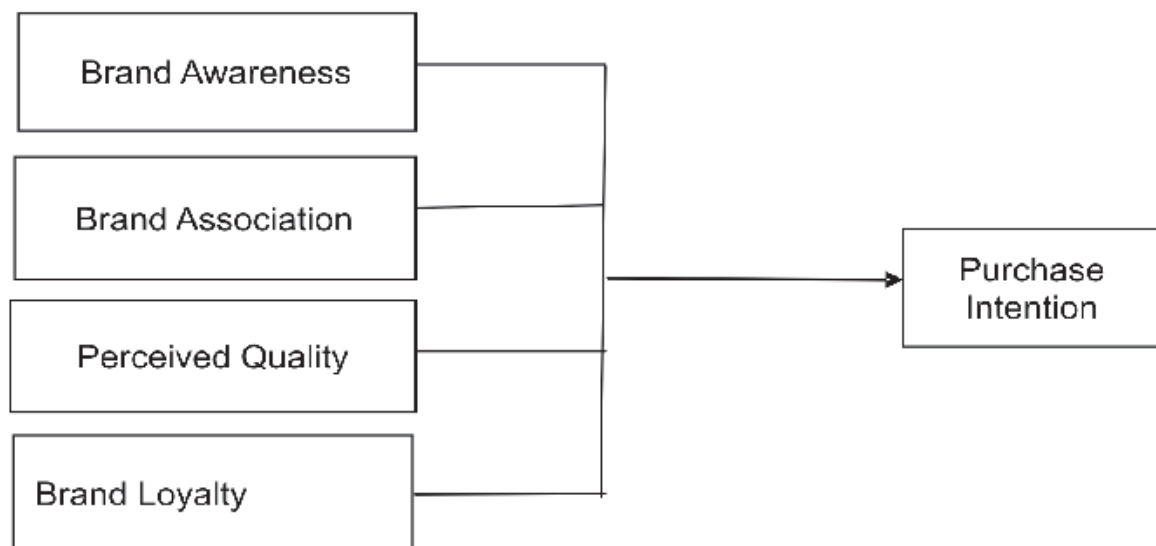 Brand Awareness
Brand Association
Perceived Quality
Brand Loyalty
Purchase
Intention